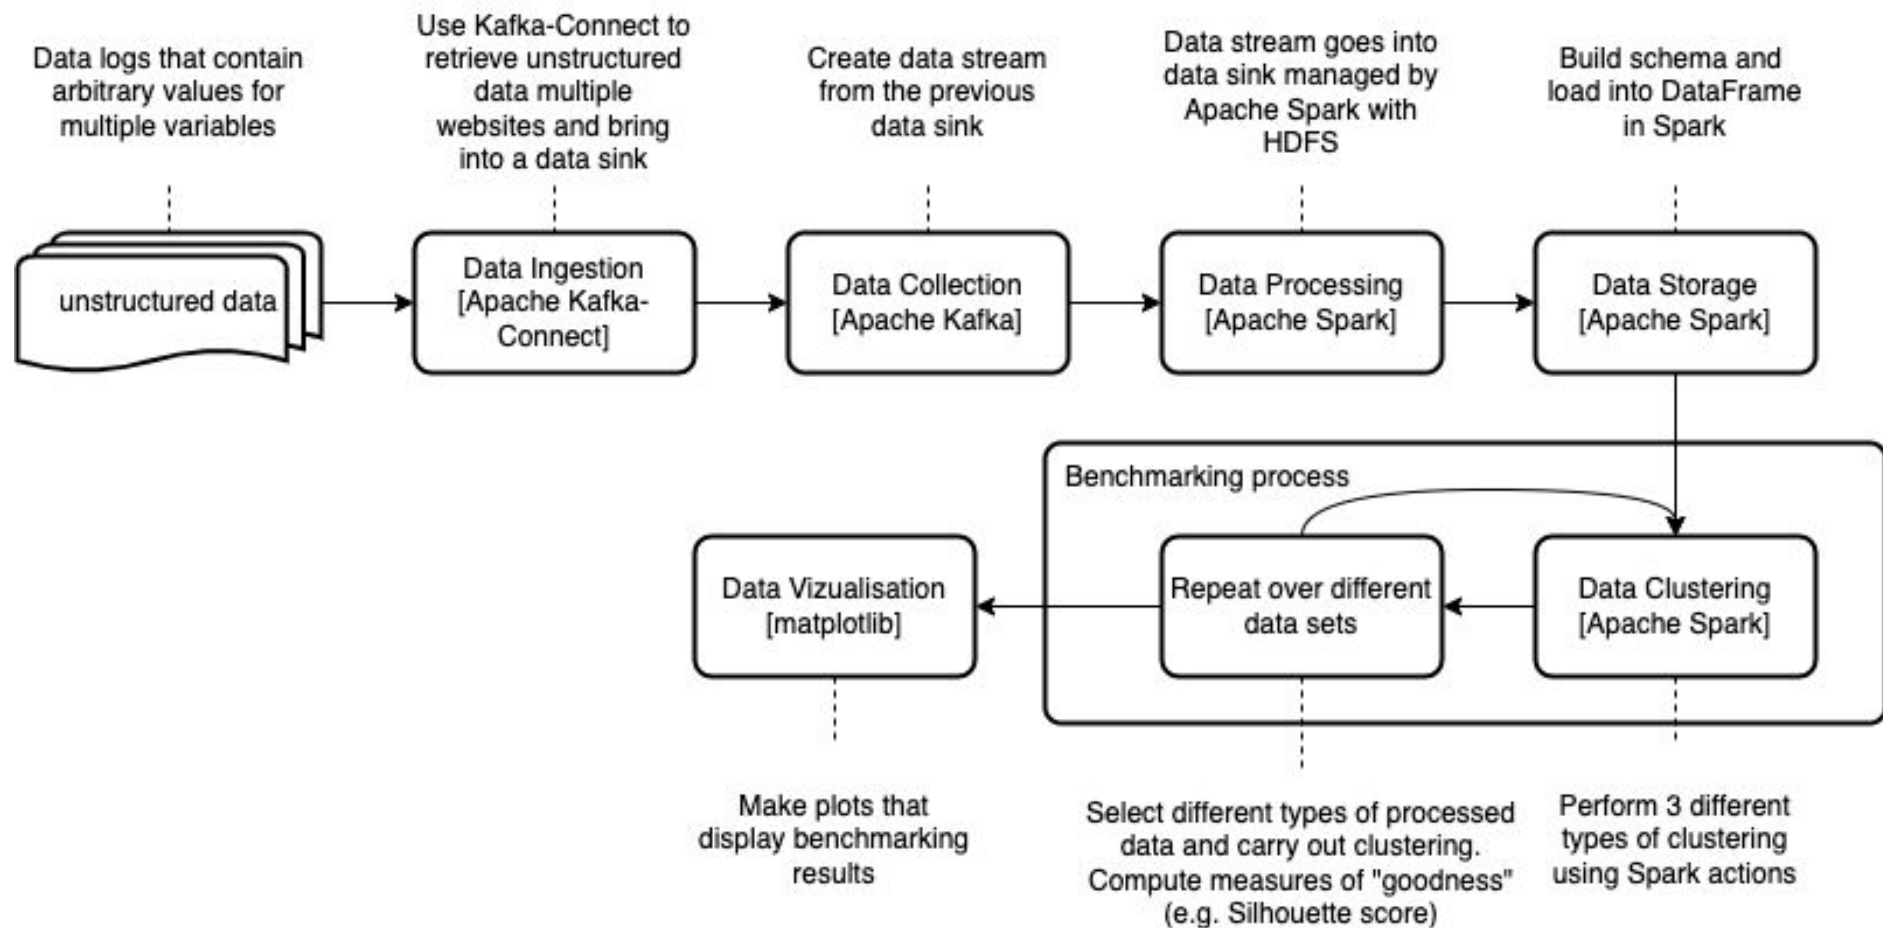 Data logs that contain
arbitrary values for
multiple variables
Use Kafka-Connect to
retrieve unstructured
data multiple
websites and bring
into a data sink
Create data stream
from the previous
data sink
Data stream goes into
data sink managed by
Apache Spark with
HDFS
Build schema and
load into DataFrame
in Spark
unstructured data
Data Ingestion
[Apache Kafka-
Connect]
Data Collection
[Apache Kafka]
Data Processing
[Apache Spark]
Data Storage
[Apache Spark]
Benchmarking process
Data Vizualisation
[matplotlib]
Repeat over different
data sets
Data Clustering
[Apache Spark]
Make plots that
display benchmarking
results
Select different types of processed
data and carry out clustering.
Compute measures of "goodness"
(e.g. Silhouette score)
Perform 3 different
types of clustering
using Spark actions